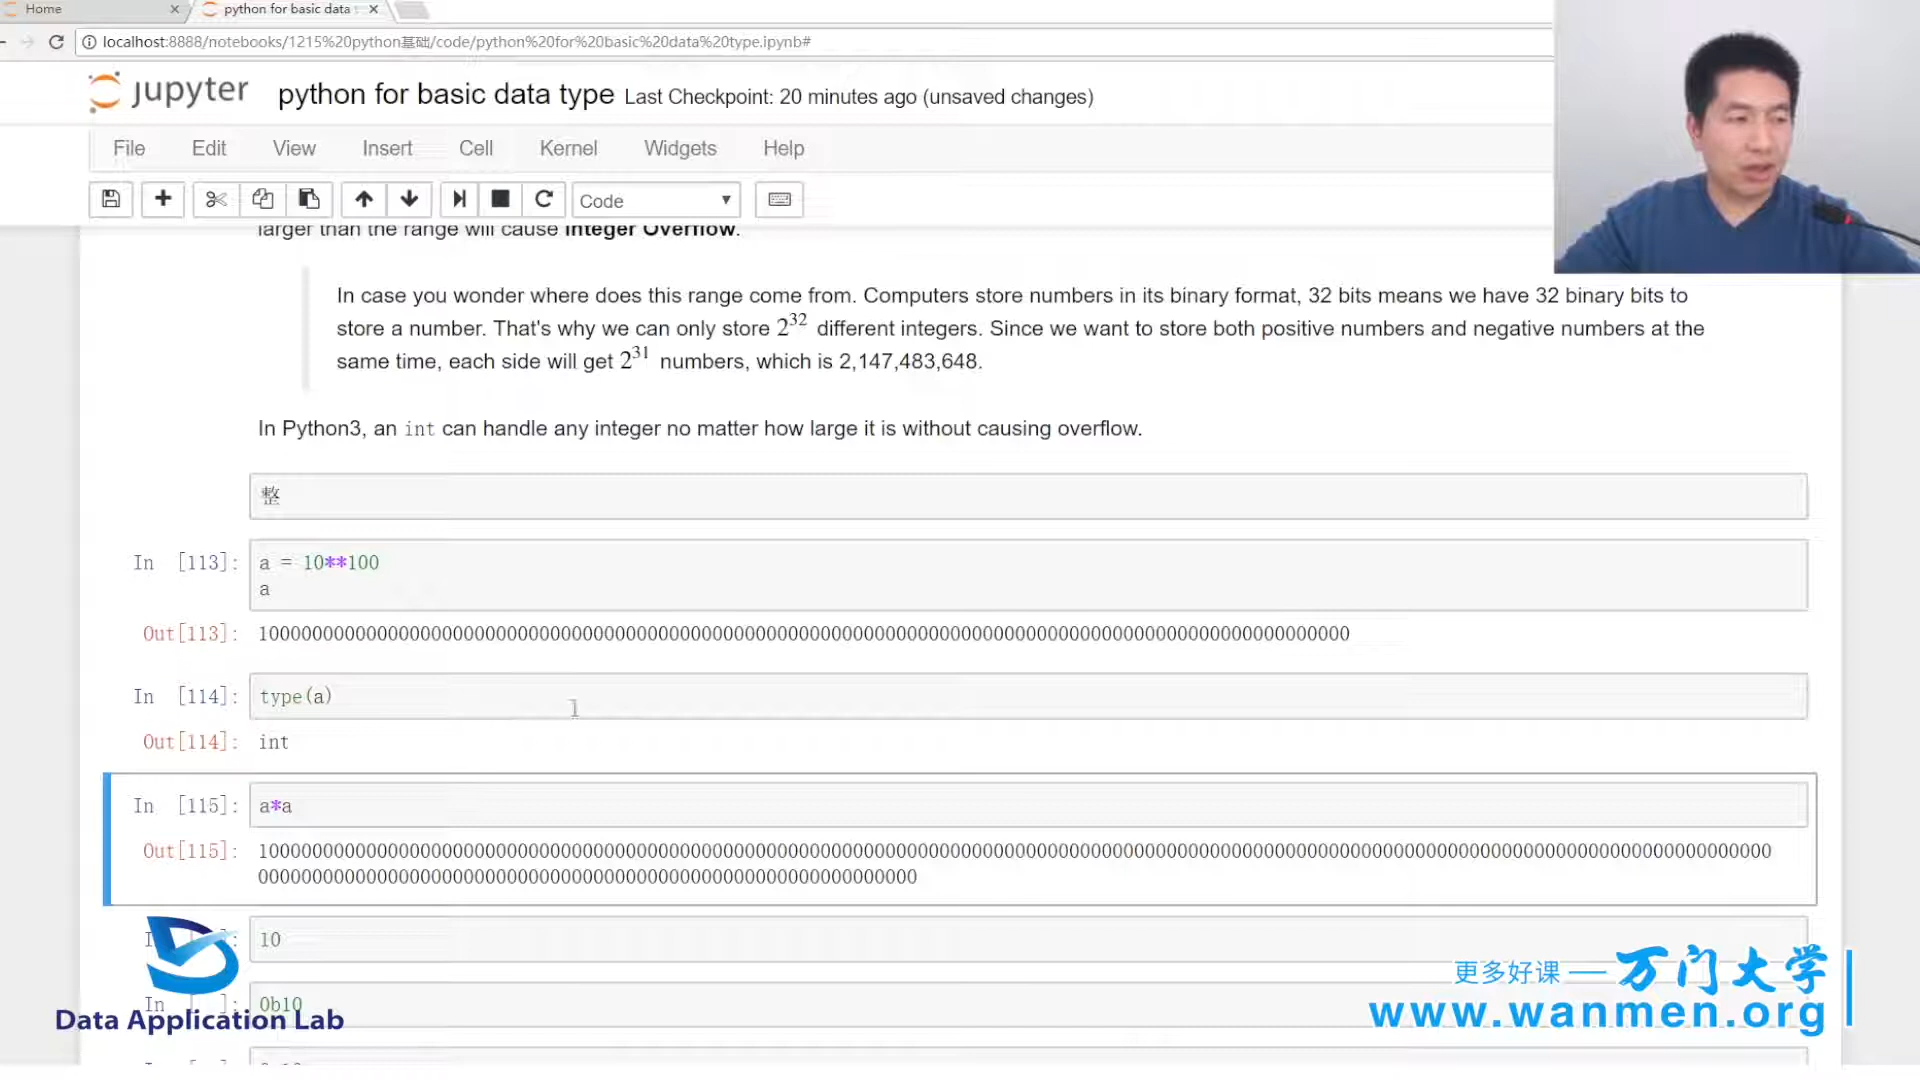 Home
python for basic data
localhost:8888/notebooks/1215%20python基础/code/python%20for%20basic%20data%20type.ipynb#
jupyter python for basic data type Last Checkpoint: 20 minutes ago (unsaved changes)
File Edit View Insert Cell Kernel Widgets Help
Code
larger than the range will cause Integer Overflow.
In case you wonder where does this range come from. Computers store numbers in its binary format, 32 bits means we have 32 binary bits to
store a number. That's why we can only store 2^32 different integers. Since we want to store both positive numbers and negative numbers at the
same time, each side will get 2^31 numbers, which is 2,147,483,648.
In Python3, an int can handle any integer no matter how large it is without causing overflow.
整
In [113]: a = 10**100
a
Out[113]: 10000000000000000000000000000000000000000000000000000000000000000000000000000000000000000000000000000
In [114]: type(a)
Out[114]: int
In [115]: a*a
Out[115]: 10000000000000000000000000000000000000000000000000000000000000000000000000000000000000000000000000000000000000000000000000000000000000000000
0000000000000000000000000000000000000000000000000000000000000
10
In [ ]: 0b10
Data Application Lab
更多好课 — 万门大学
www.wanmen.org